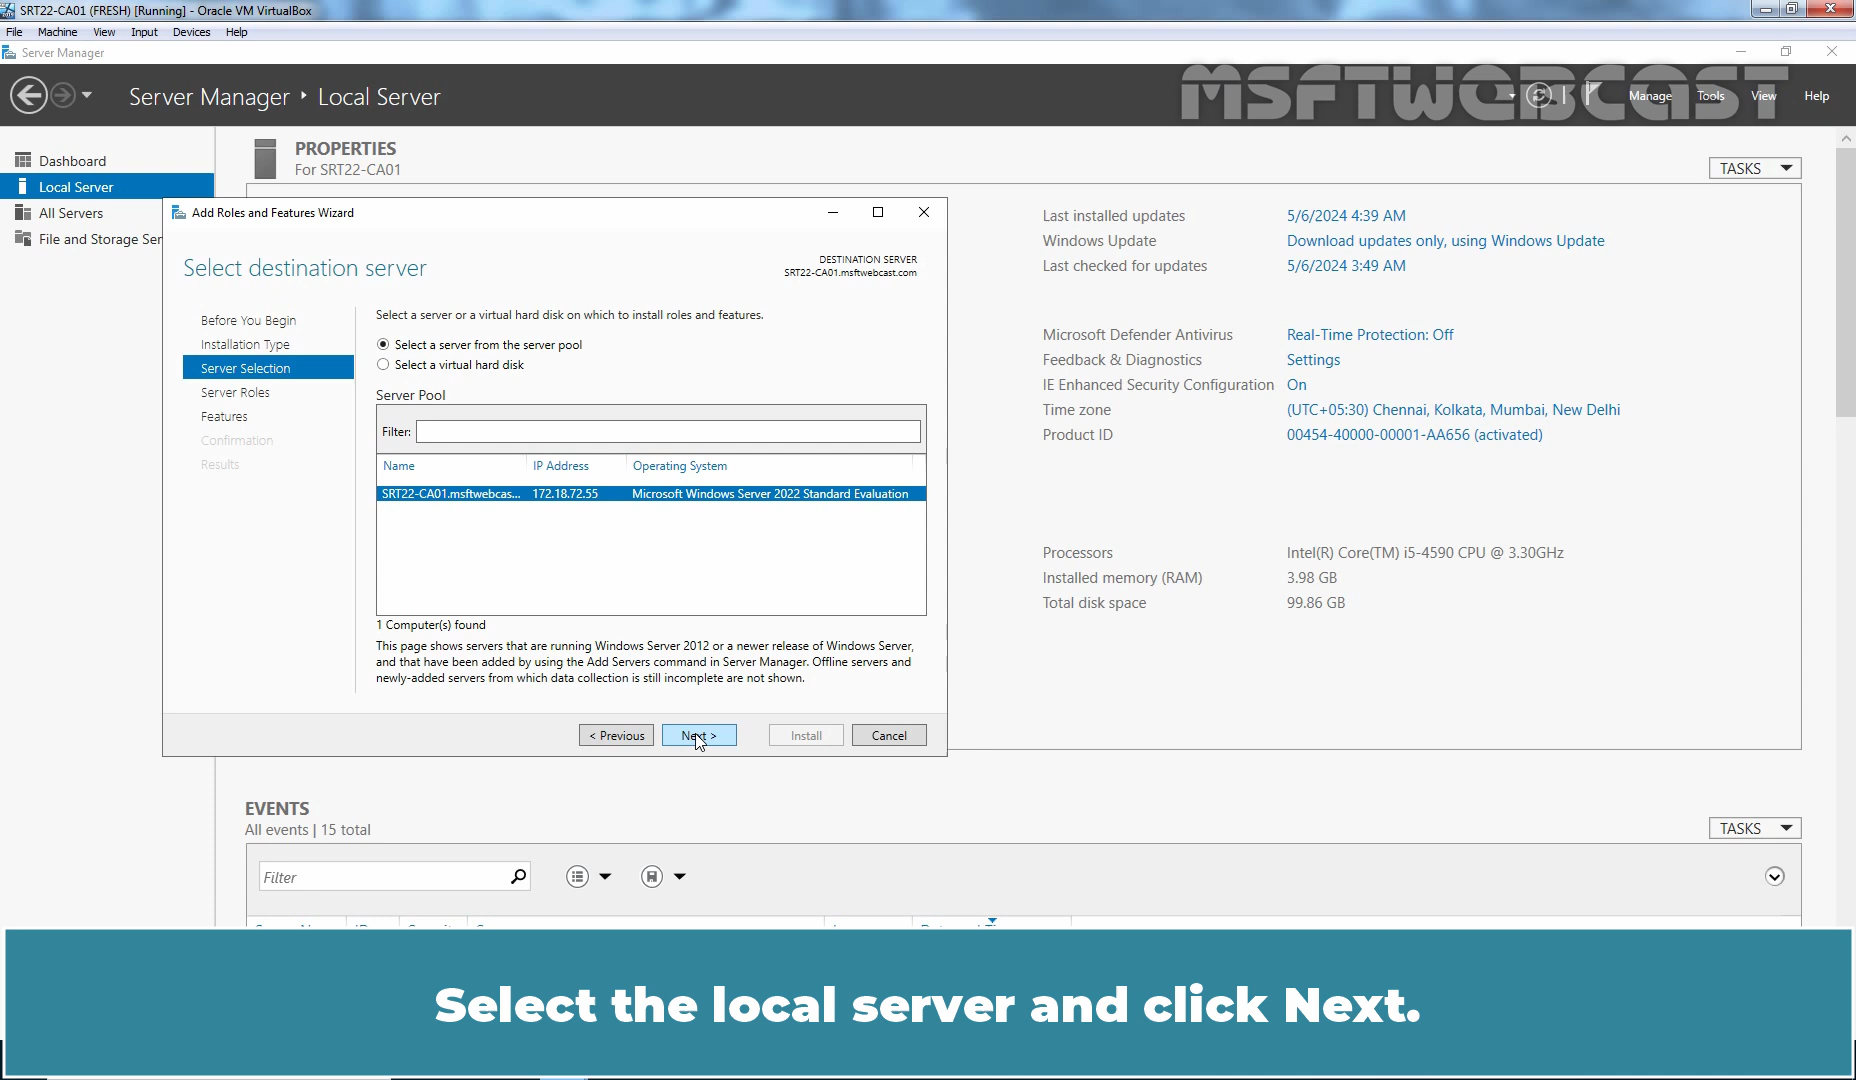 SRT22-CA01 (FRESH) [Running] - Oracle VM VirtualBox
File Machine View Input Devices Help
Server Manager
Server Manager ‣ Local Server
MSFTWEBCAST
Manage Tools View Help
Dashboard
Local Server
All Servers
File and Storage Ser
PROPERTIES
For SRT22-CA01
TASKS
Last installed updates 5/6/2024 4:39 AM
Windows Update Download updates only, using Windows Update
Last checked for updates 5/6/2024 3:49 AM
Microsoft Defender Antivirus Real-Time Protection: Off
Feedback & Diagnostics Settings
IE Enhanced Security Configuration On
Time zone (UTC+05:30) Chennai, Kolkata, Mumbai, New Delhi
Product ID 00454-40000-00001-AA656 (activated)
Processors Intel(R) Core(TM) i5-4590 CPU @ 3.30GHz
Installed memory (RAM) 3.98 GB
Total disk space 99.86 GB
Add Roles and Features Wizard
Select destination server
DESTINATION SERVER
SRT22-CA01.msftwebcast.com
Before You Begin
Installation Type
Server Selection
Server Roles
Features
Confirmation
Results
Select a server or a virtual hard disk on which to install roles and features.
Select a server from the server pool
Select a virtual hard disk
Server Pool
Filter:
Name IP Address Operating System
SRT22-CA01.msftwebcas... 172.18.72.55 Microsoft Windows Server 2022 Standard Evaluation
1 Computer(s) found
This page shows servers that are running Windows Server 2012 or a newer release of Windows Server,
and that have been added by using the Add Servers command in Server Manager. Offline servers and
newly-added servers from which data collection is still incomplete are not shown.
< Previous Next > Install Cancel
EVENTS
All events | 15 total
TASKS
Filter
Select the local server and click Next.